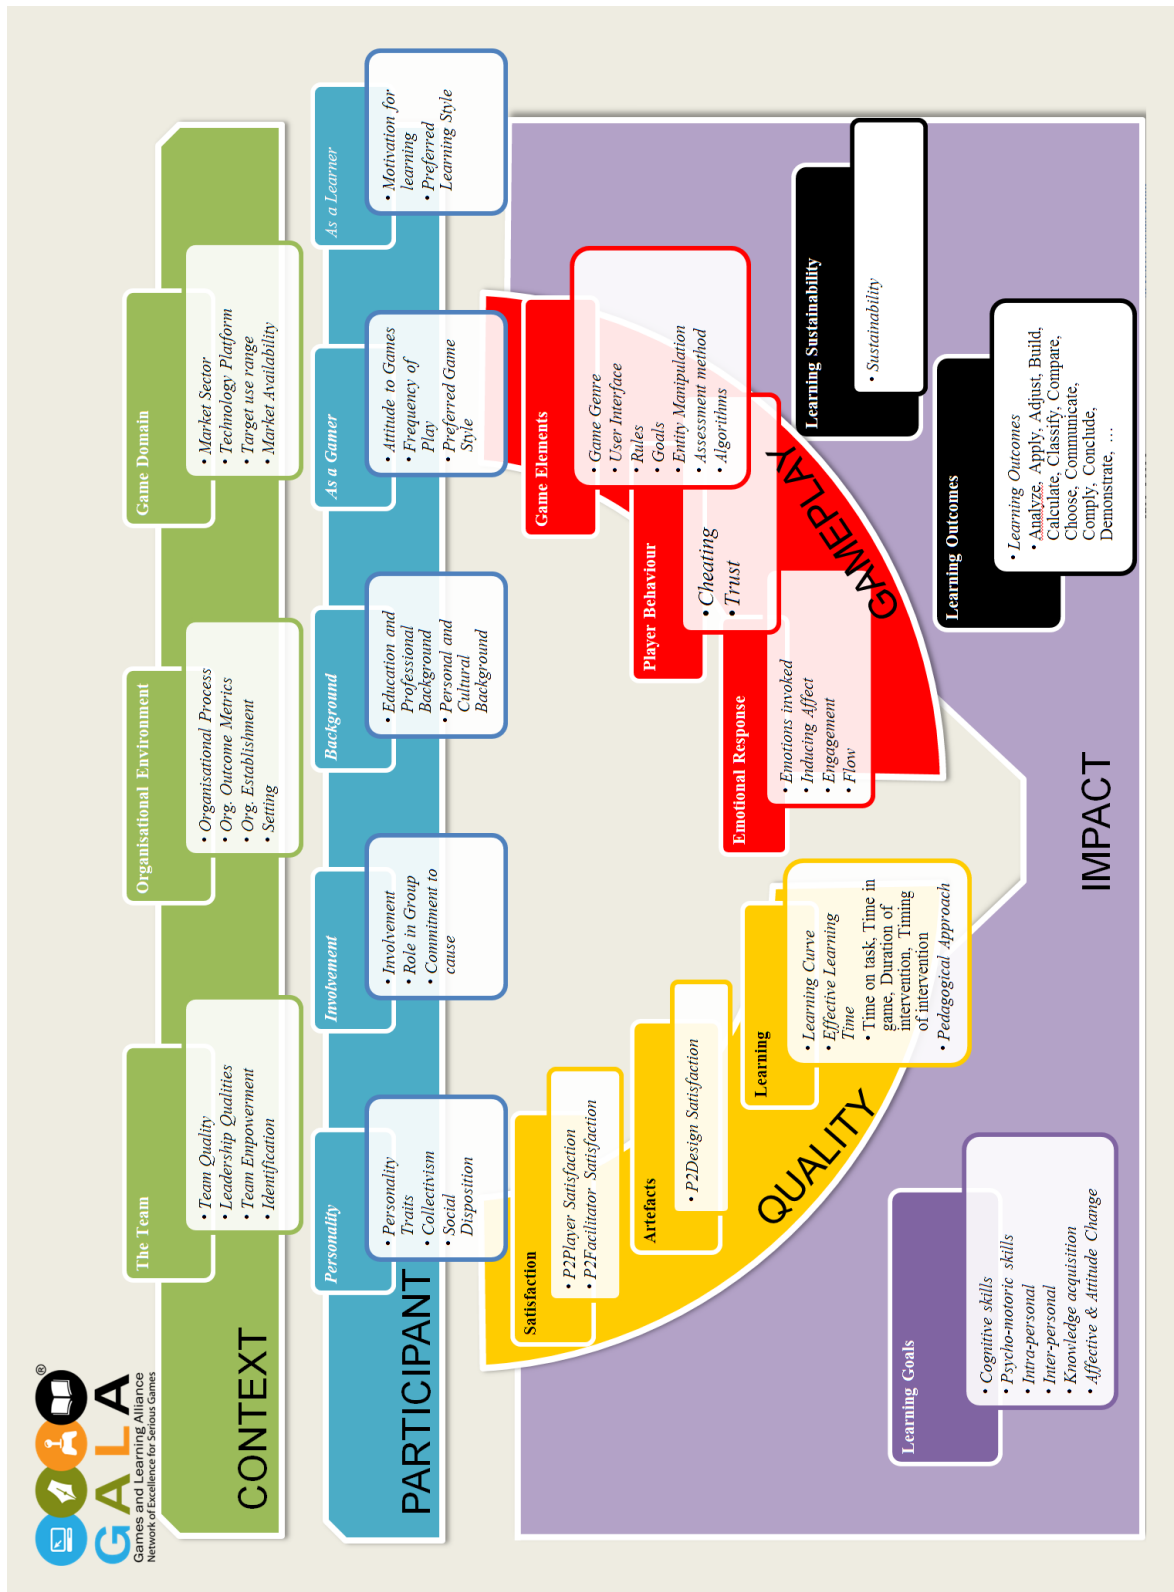 ®
GALA
Games and Learning Alliance
Network of Excellence for Serious Games
CONTEXT
The Team
• Team Quality
• Leadership Qualities
• Team Empowerment
• Identification
Organisational Environment
• Organisational Process
• Org. Outcome Metrics
• Org. Establishment
• Setting
Game Domain
• Market Sector
• Technology Platform
• Target use range
• Market Availability
PARTICIPANT
Personality
• Personality
Traits
• Collectivism
• Social
Disposition
Involvement
• Involvement
• Role in Group
• Commitment to
cause
Background
• Education and
Professional
Background
• Personal and
Cultural
Background
As a Gamer
• Attitude to Games
• Frequency of
Play
• Preferred Game
Style
As a Learner
• Motivation for
learning
• Preferred
Learning Style
QUALITY
Satisfaction
• P2Player Satisfaction
• P2Facilitator Satisfaction
Artefacts
• P2Design Satisfaction
Learning
• Learning Curve
• Effective Learning
Time
• Time on task, Time in
game, Duration of
intervention, Timing
of intervention
• Pedagogical Approach
GAMEPLAY
Emotional Response
• Emotions invoked
• Inducing Affect
• Engagement
• Flow
Player Behaviour
• Cheating
• Trust
Game Elements
• Game Genre
• User Interface
• Rules
• Goals
• Entity Manipulation
• Assessment method
• Algorithms
IMPACT
Learning Goals
• Cognitive skills
• Psycho-motoric skills
• Intra-personal
• Inter-personal
• Knowledge acquisition
• Affective & Attitude Change
Learning Outcomes
• Learning Outcomes
• Analyze, Apply, Adjust, Build,
Calculate, Classify, Compare,
Choose, Communicate,
Comply, Conclude,
Demonstrate, …
Learning Sustainability
• Sustainability